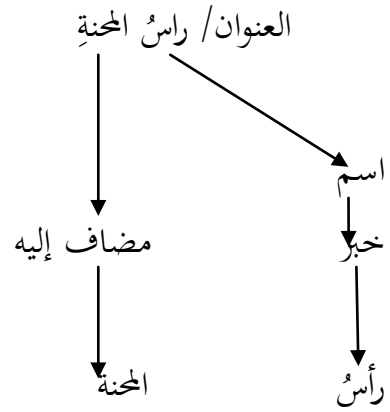 العنوان/ راسُ المحنةِ
اسم
خبر
مضاف إليه
رأسُ
المحنة